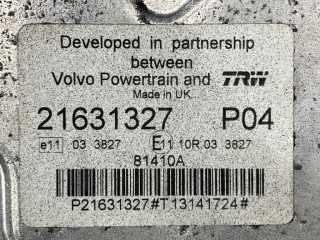 Developed in partnership
between
Volvo Powertrain and TRW
Made in UK
21631327 P04
e11 03 3827 E11 10R 03 3827
81410A
P21631327#T13141724#